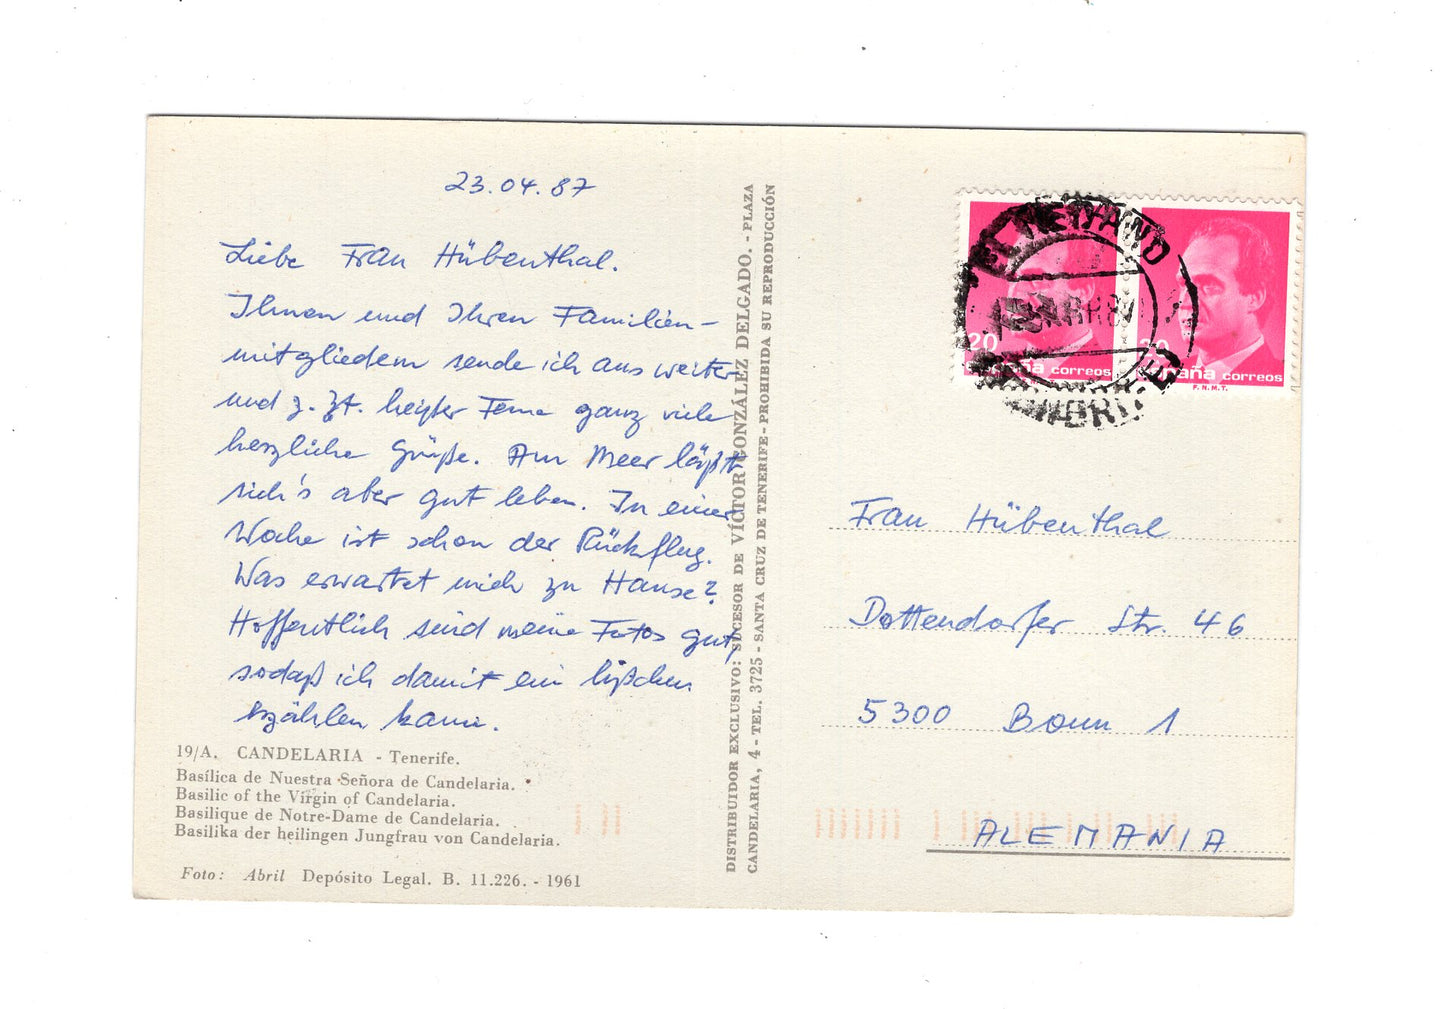 23.04.87
Liebe Frau Hübenthal.
Ihnen und Ihren Familien-
mitgliedern sende ich aus weiter
und z. Zt. heißer Ferne ganz viele
herzliche Grüße. Am Meer läßt
sich's aber gut leben. In einer
Woche ist schon der Rückflug.
Was erwartet mich zu Hause?
Hoffentlich sind meine Fotos gut,
sodaß ich damit ein bißchen
erzählen kann.
19/A. CANDELARIA - Tenerife.
Basílica de Nuestra Señora de Candelaria.
Basilic of the Virgin of Candelaria.
Basilique de Notre-Dame de Candelaria.
Basilika der heilingen Jungfrau von Candelaria.
Foto: Abril Depósito Legal. B. 11.226. - 1961
DISTRIBUIDOR EXCLUSIVO: SUCESOR DE VÍCTOR GONZÁLEZ DELGADO. - PLAZA
CANDELARIA, 4 - TEL. 3725 - SANTA CRUZ DE TENERIFE - PROHIBIDA SU REPRODUCCIÓN
20 20
España correos España correos
F.N.M.T.
Frau Hübenthal
Dottendorfer Str. 46
5300 Bonn 1
ALEMANIA